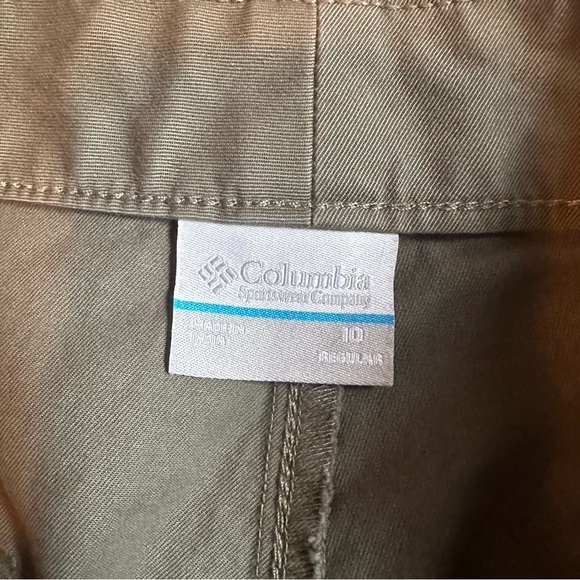 Columbia
Sportswear Company
MADE IN
INDIA
10
REGULAR